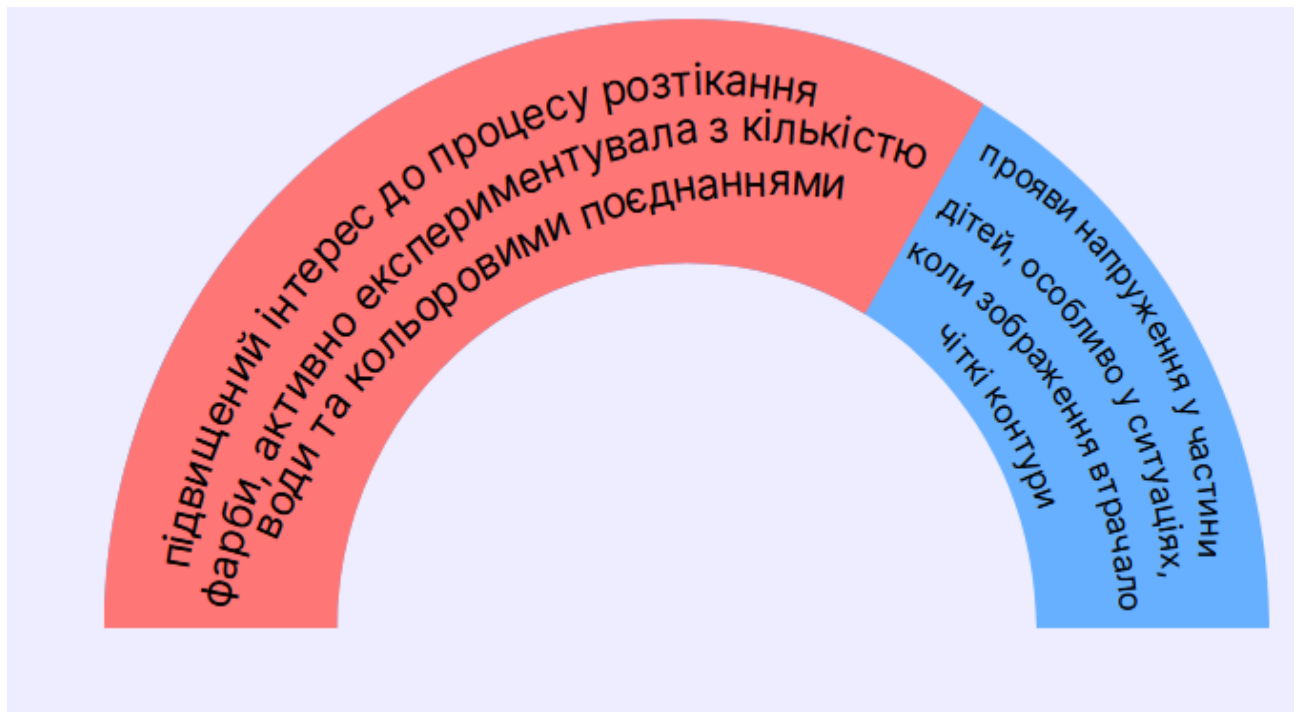 підвищений інтерес до процесу розтікання
фарби, активно експериментувала з кількістю
води та кольоровими поєднаннями
прояви напруження у частини
дітей, особливо у ситуаціях,
коли зображення втрачало
чіткі контури